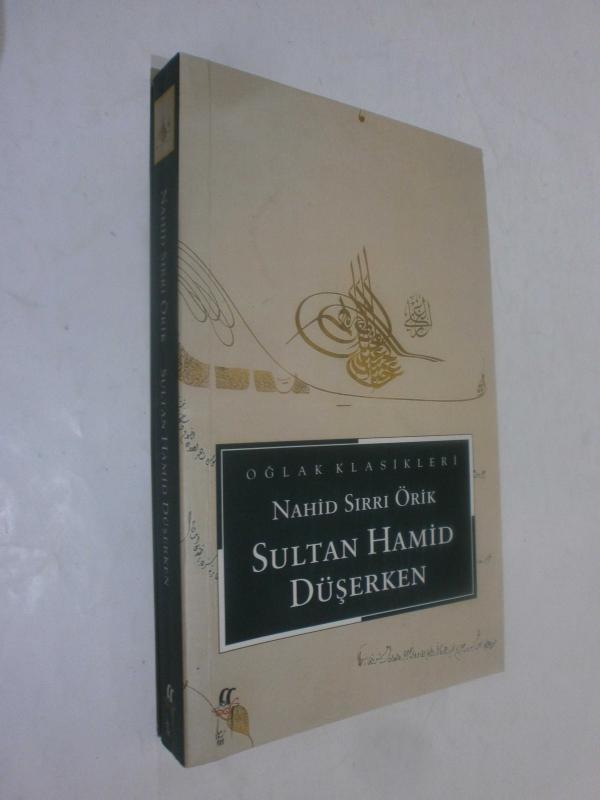 OĞLAK KLASİKLERİ
NAHİD SIRRI ÖRİK
SULTAN HAMİD
DÜŞERKEN
NAHİD SIRRI ÖRİK SULTAN HAMİD DÜŞERKEN